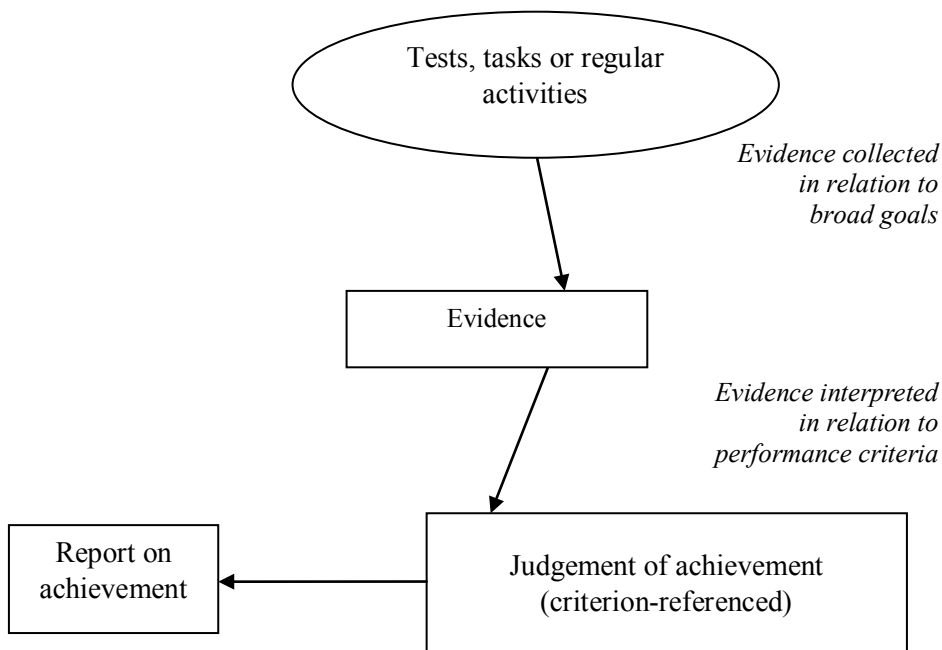 Tests, tasks or regular
activities
Evidence collected
in relation to
broad goals
Evidence
Evidence interpreted
in relation to
performance criteria
Report on
achievement
Judgement of achievement
(criterion-referenced)